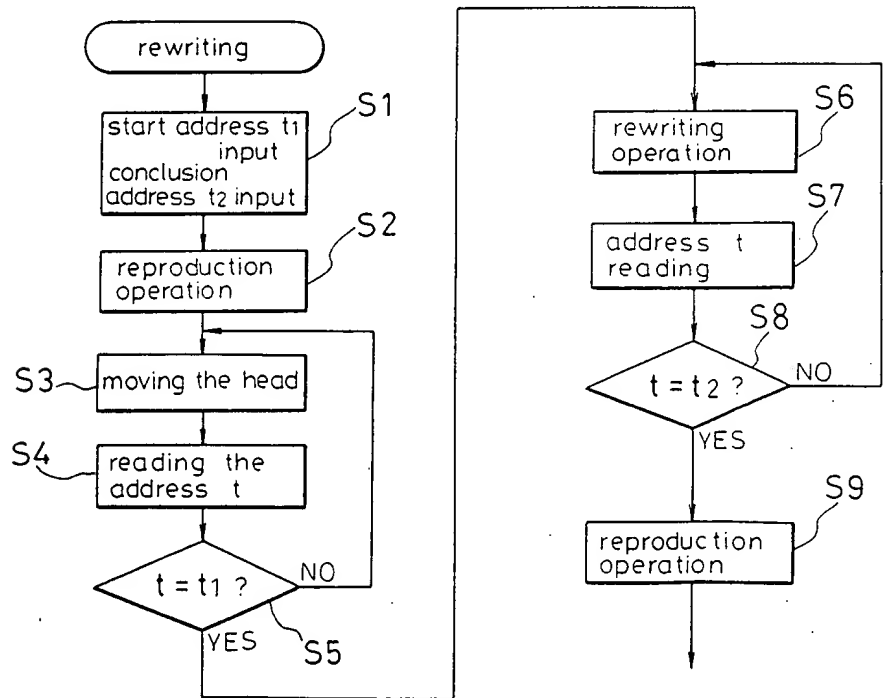 rewriting
S1
start address t1
input
conclusion
address t2 input
S2
reproduction
operation
S3
moving the head
S4
reading the
address t
t = t1 ?
NO
YES
S5
S6
rewriting
operation
S7
address t
reading
S8
t = t2 ?
NO
YES
S9
reproduction
operation